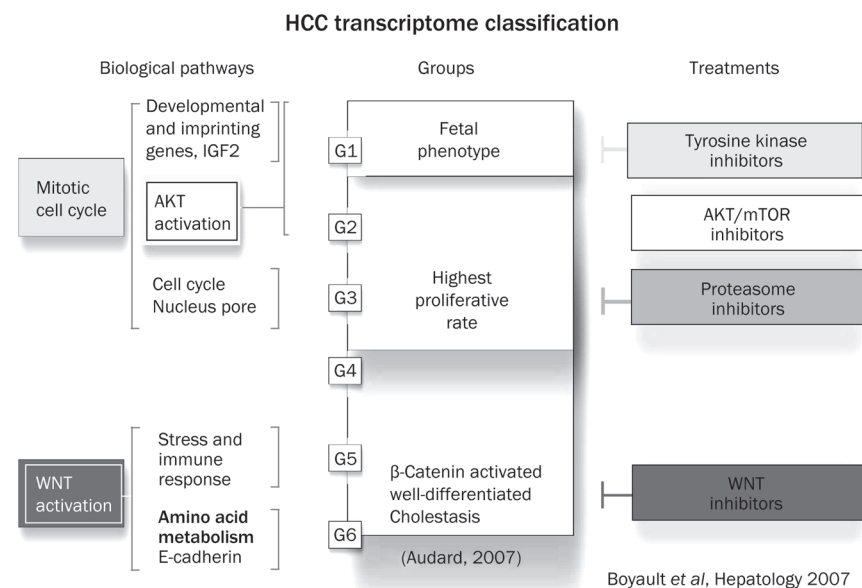 HCC transcriptome classification
Biological pathways
Groups
Treatments
Developmental
and imprinting
genes, IGF2
Mitotic
cell cycle
AKT
activation
Cell cycle
Nucleus pore
Stress and
immune
response
WNT
activation
Amino acid
metabolism
E-cadherin
G1
G2
G3
G4
G5
G6
Fetal
phenotype
Highest
proliferative
rate
β-Catenin activated
well-differentiated
Cholestasis
(Audard, 2007)
Tyrosine kinase
inhibitors
AKT/mTOR
inhibitors
Proteasome
inhibitors
WNT
inhibitors
Boyault et al, Hepatology 2007